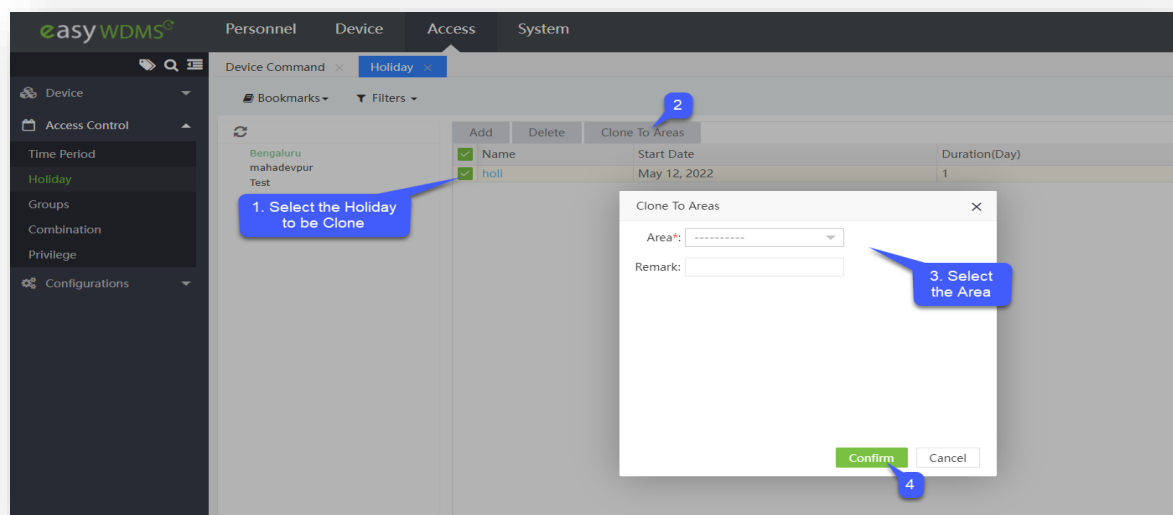 easy WDMS
Personnel Device Access System
Device Command × Holiday ×
Device
Bookmarks Filters
2
Access Control
Add Delete Clone To Areas
Time Period
Bengaluru
Name Start Date Duration(Day)
mahadevpur
holi May 12, 2022 1
Holiday
Test
Groups
1. Select the Holiday
to be Clone
Clone To Areas ×
Combination
Area*: ----------
Privilege
Remark:
3. Select
the Area
Configurations
Confirm Cancel
4